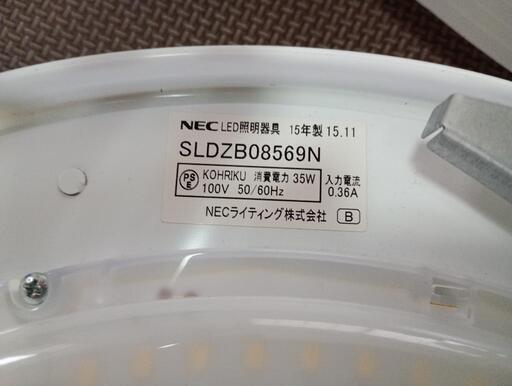 NEC LED照明器具 15年製 15.11
SLDZB08569N
PSE KOHRIKU 消費電力 35W 入力電流
100V 50/60Hz 0.36A
NECライティング株式会社 B